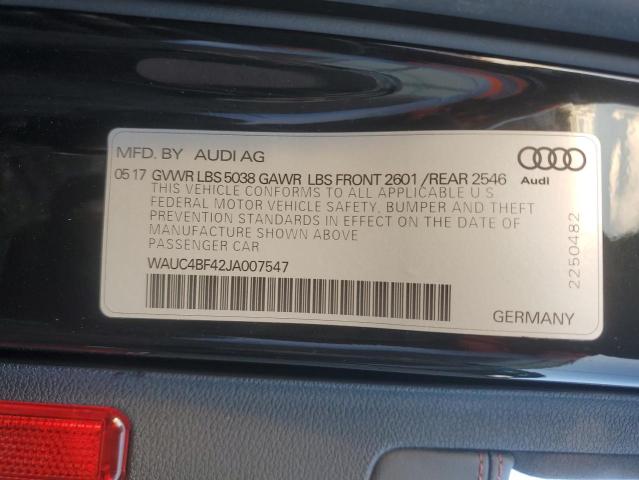 MFD. BY AUDI AG
05 17 GVWR LBS 5038 GAWR LBS FRONT 2601 /REAR 2546
THIS VEHICLE CONFORMS TO ALL APPLICABLE U S
FEDERAL MOTOR VEHICLE SAFETY, BUMPER AND THEFT
PREVENTION STANDARDS IN EFFECT ON THE DATE OF
MANUFACTURE SHOWN ABOVE
PASSENGER CAR
WAUC4BF42JA007547
Audi
2250482
GERMANY